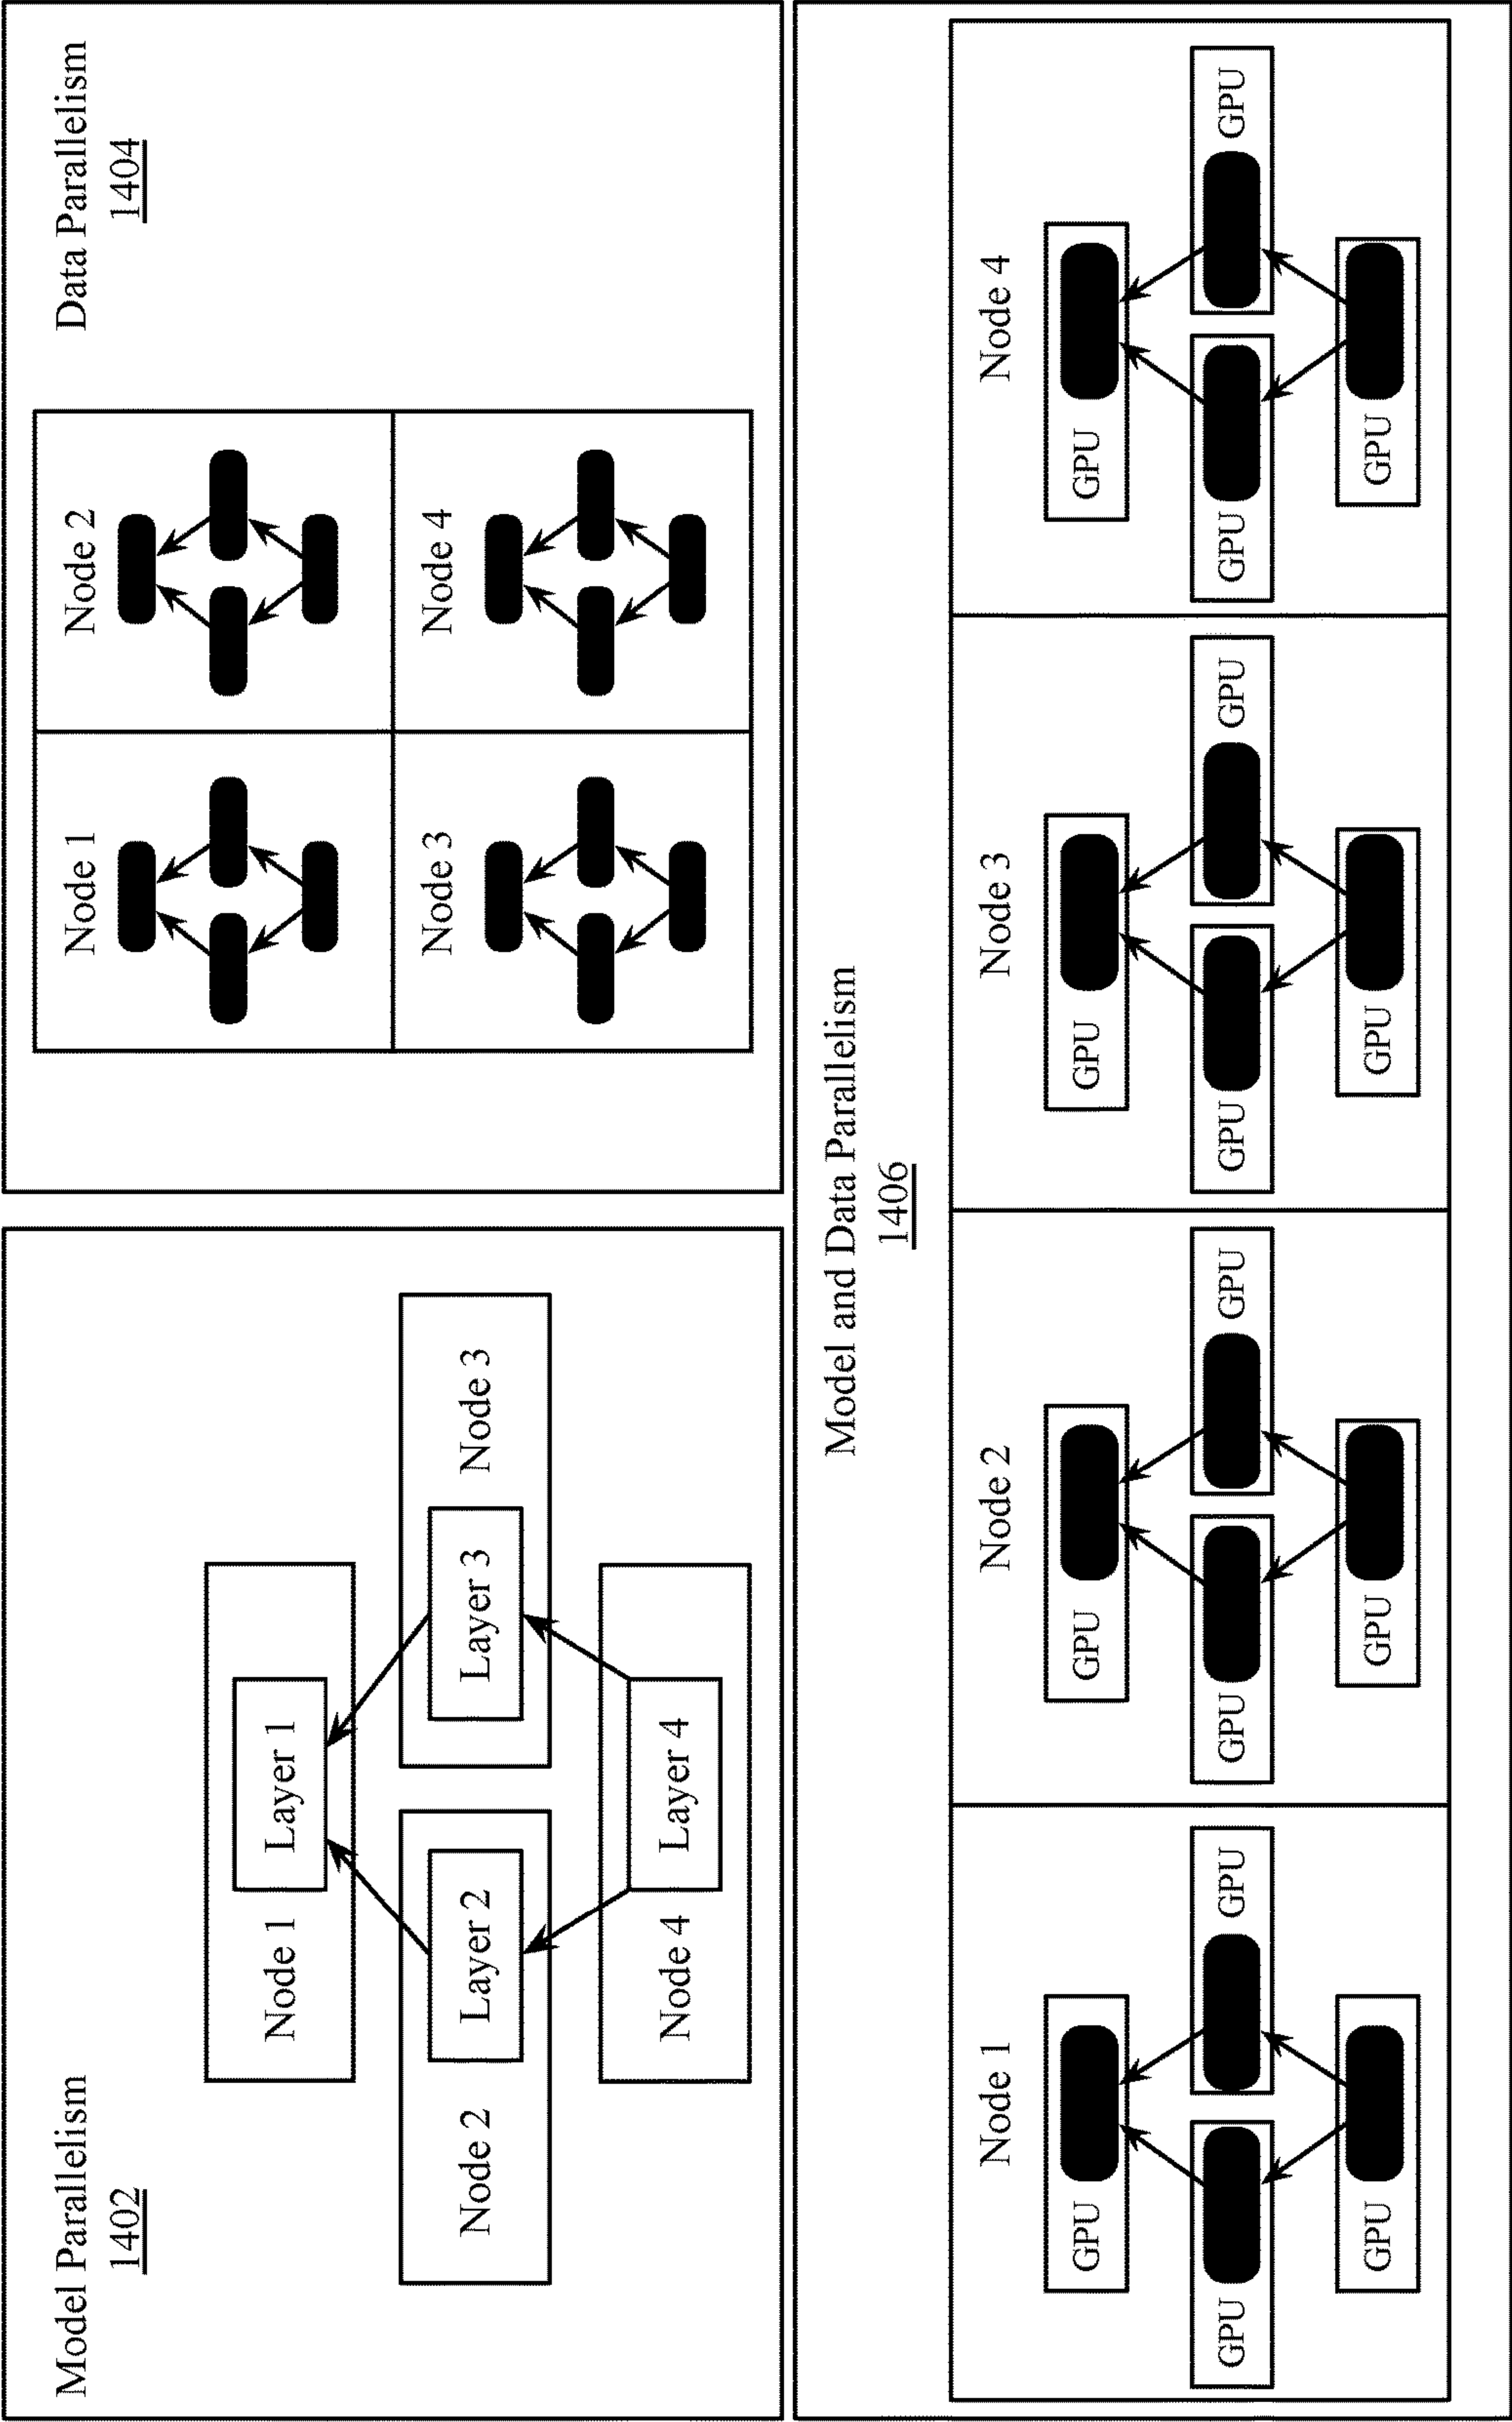 Model Parallelism
1402
Node 1
Layer 1
Node 2
Layer 2
Layer 3
Node 3
Node 4
Layer 4
Data Parallelism
1404
Node 1
Node 2
Node 3
Node 4
Model and Data Parallelism
1406
Node 1
GPU
GPU
GPU
GPU
Node 2
GPU
GPU
GPU
GPU
Node 3
GPU
GPU
GPU
GPU
Node 4
GPU
GPU
GPU
GPU